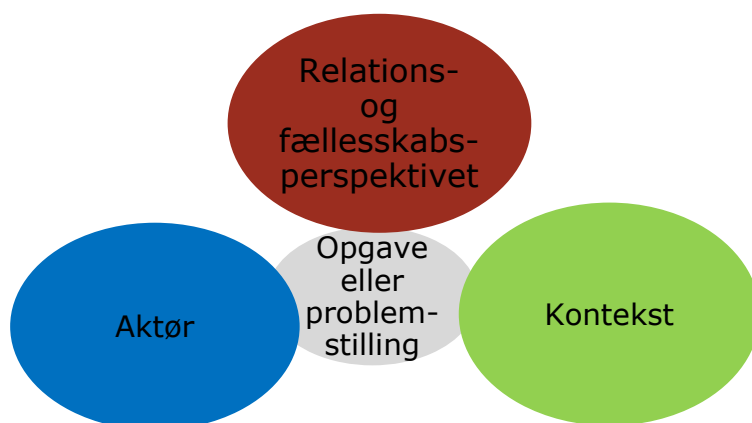 Relations-
og
fællesskabs-
perspektivet
Opgave
eller
problem-
stilling
Aktør
Kontekst